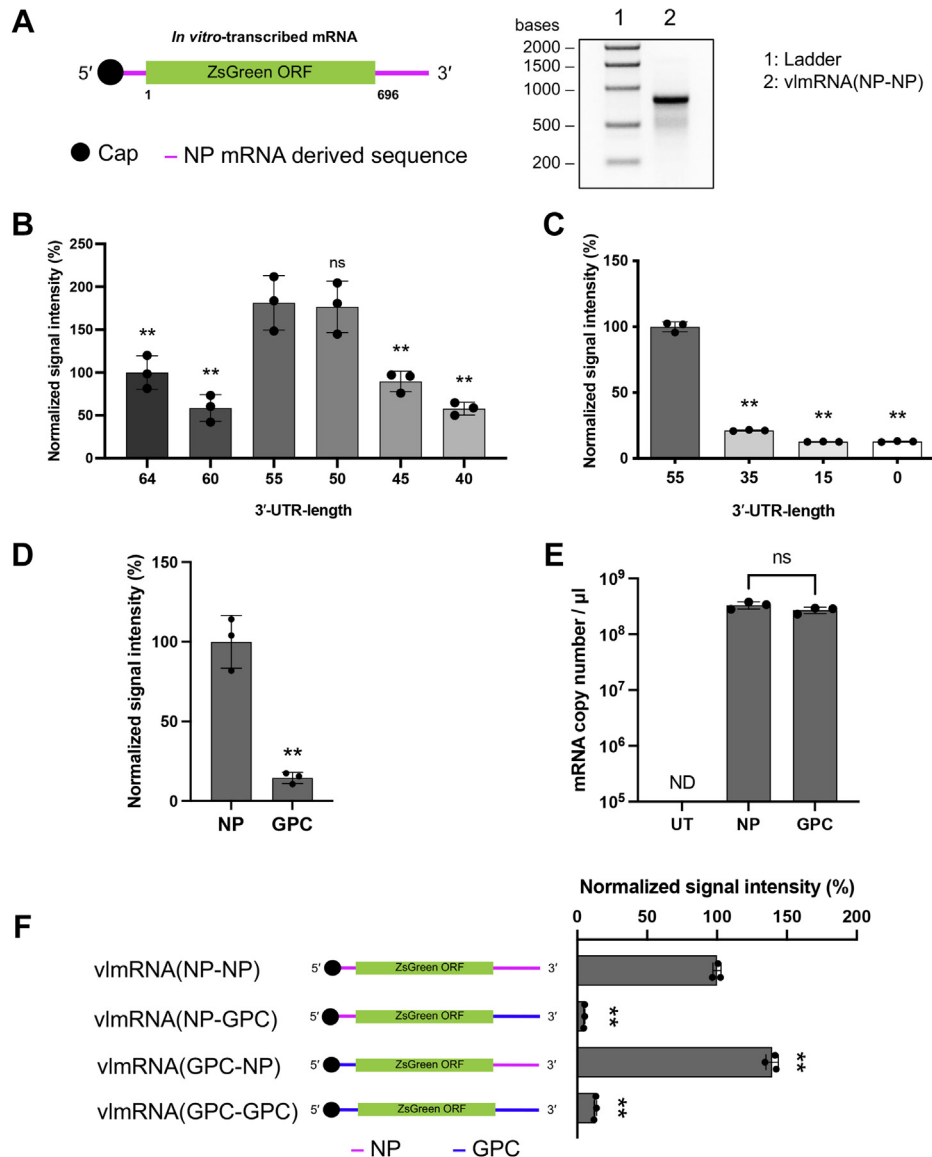 A
In vitro-transcribed mRNA
5′ ZsGreen ORF 3′
1 696
Cap NP mRNA derived sequence
bases 1 2
2000
1500
1000
500
200
1: Ladder
2: vlmRNA(NP-NP)
B
Normalized signal intensity (%)
250
200
150
100
50
0
** ** ns ** **
64 60 55 50 45 40
3′-UTR-length
C
Normalized signal intensity (%)
150
100
50
0
** ** **
55 35 15 0
3′-UTR-length
D
Normalized signal intensity (%)
150
100
50
0
**
NP GPC
E
mRNA copy number / µl
10⁹
10⁸
10⁷
10⁶
10⁵
ns
ND
UT NP GPC
F
Normalized signal intensity (%)
0 50 100 150 200
vlmRNA(NP-NP) 5′ ZsGreen ORF 3′
vlmRNA(NP-GPC) 5′ ZsGreen ORF 3′ **
vlmRNA(GPC-NP) 5′ ZsGreen ORF 3′ **
vlmRNA(GPC-GPC) 5′ ZsGreen ORF 3′ **
NP GPC